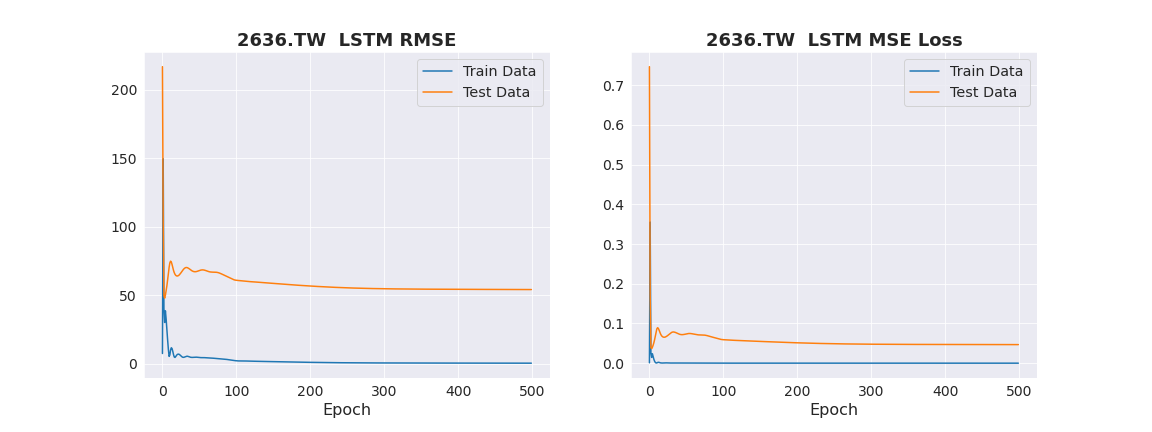 2636.TW  LSTM RMSE
Train Data
Test Data
200
150
100
50
0
0 100 200 300 400 500
Epoch
2636.TW  LSTM MSE Loss
Train Data
Test Data
0.7
0.6
0.5
0.4
0.3
0.2
0.1
0.0
0 100 200 300 400 500
Epoch